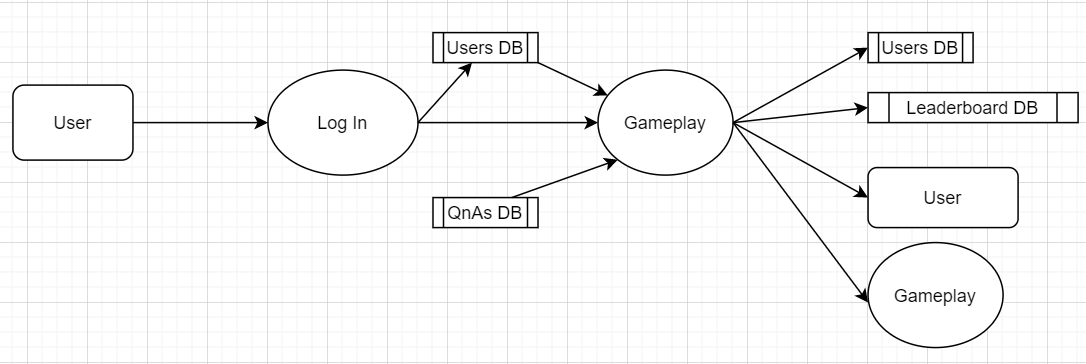 User
Log In
Users DB
QnAs DB
Gameplay
Users DB
Leaderboard DB
User
Gameplay